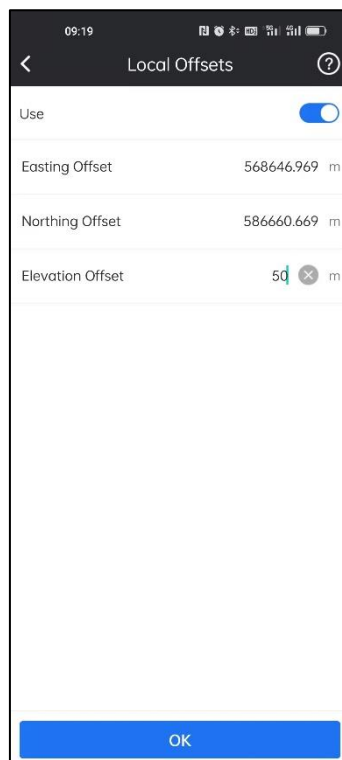 09:19
Local Offsets
Use
Easting Offset 568646.969 m
Northing Offset 586660.669 m
Elevation Offset 50 m
OK